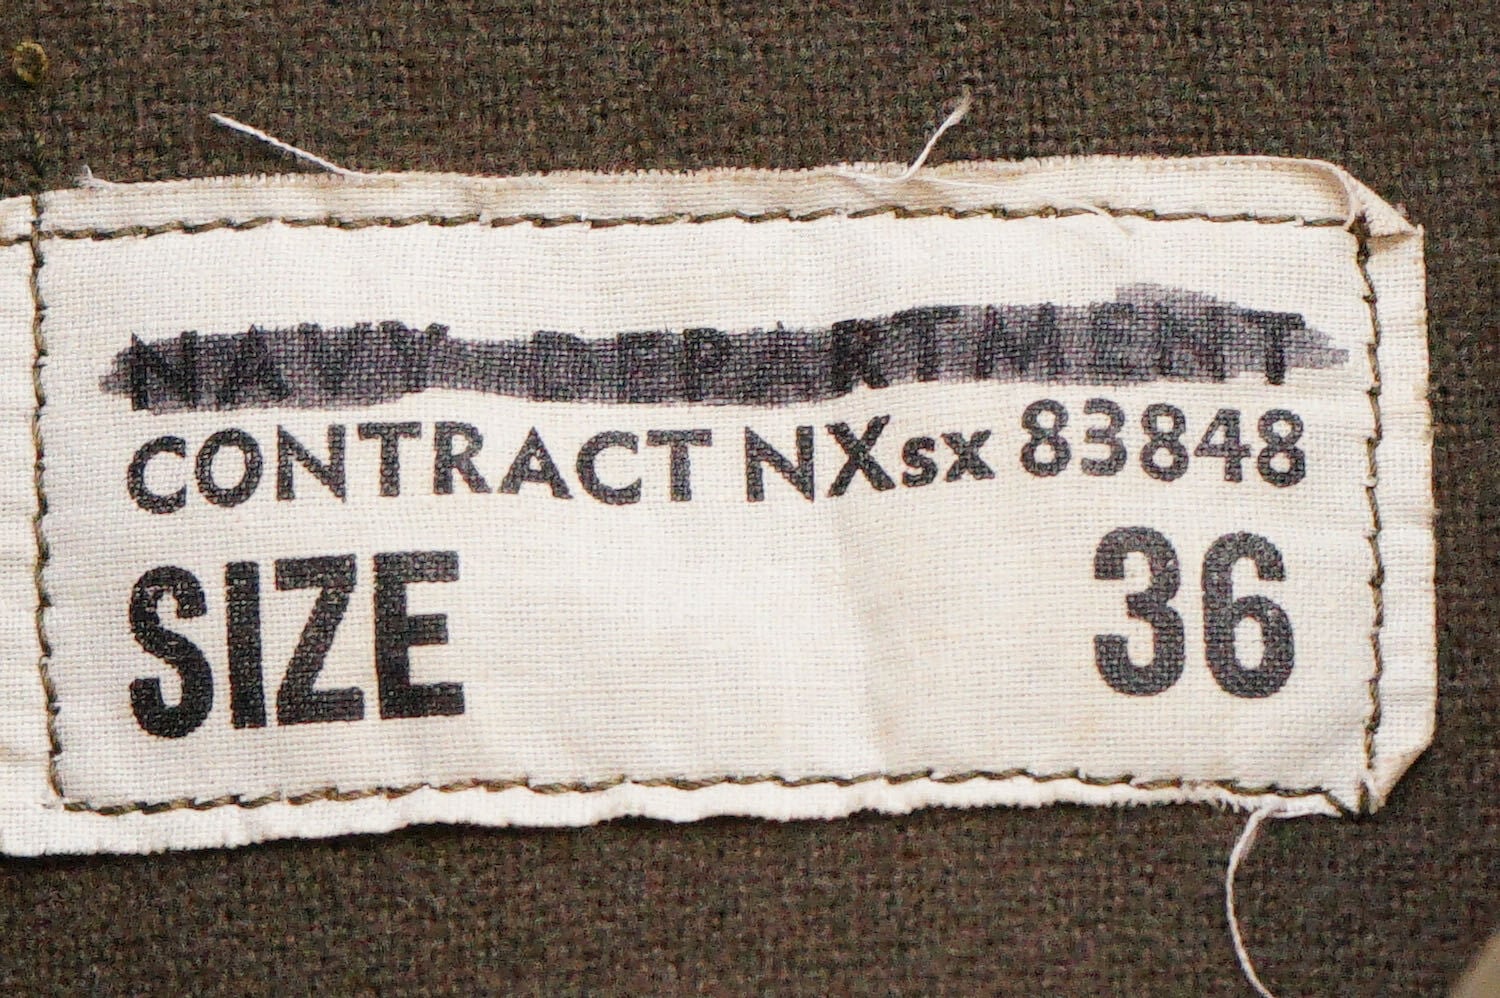 NAVY DEPARTMENT
CONTRACT NXsx 83848
SIZE 36